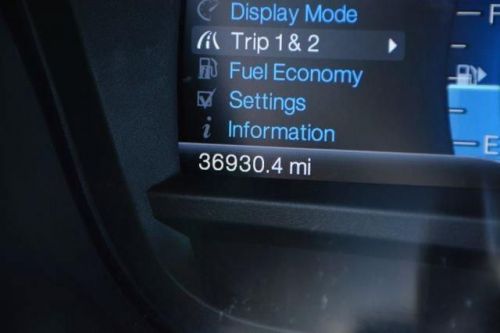 Display Mode
Trip 1 & 2
Fuel Economy
Settings
i Information
36930.4 mi
E